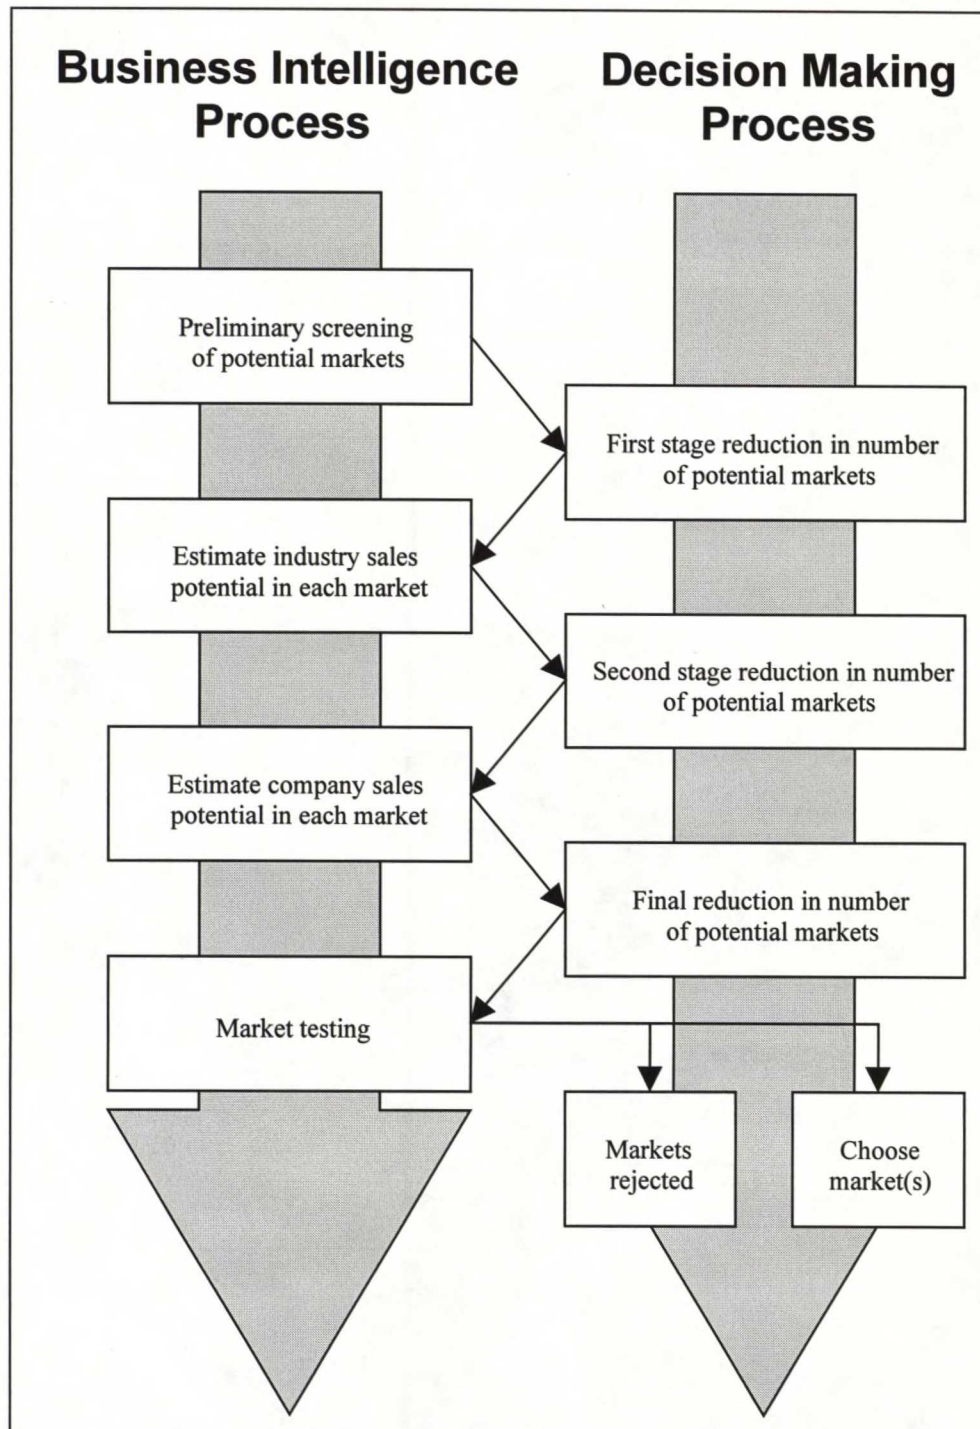 Business Intelligence
Process
Decision Making
Process
Preliminary screening
of potential markets
First stage reduction in number
of potential markets
Estimate industry sales
potential in each market
Second stage reduction in number
of potential markets
Estimate company sales
potential in each market
Final reduction in number
of potential markets
Market testing
Markets
rejected
Choose
market(s)